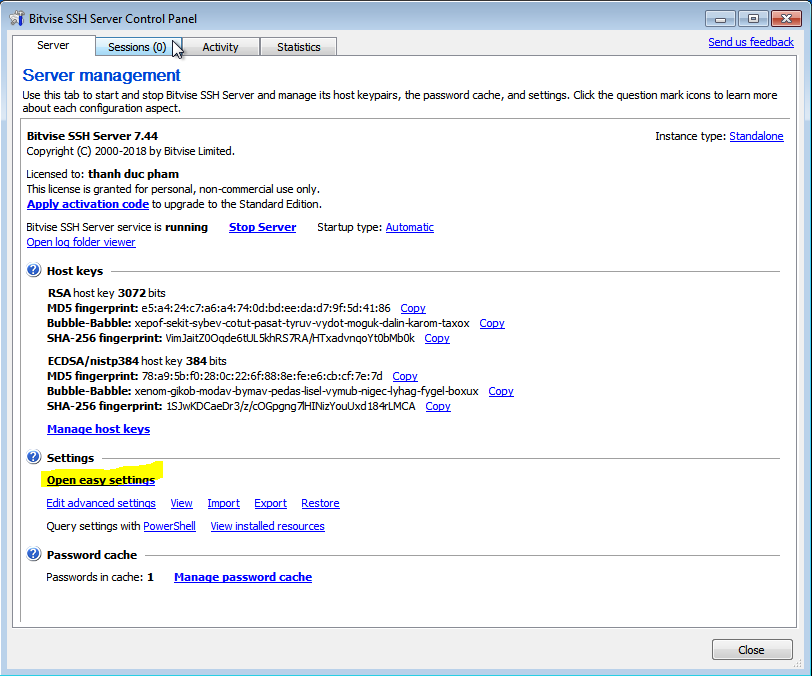 Bitvise SSH Server Control Panel
Server
Sessions (0)
Activity
Statistics
Send us feedback
Server management
Use this tab to start and stop Bitvise SSH Server and manage its host keypairs, the password cache, and settings. Click the question mark icons to learn more
about each configuration aspect.
Bitvise SSH Server 7.44
Instance type: Standalone
Copyright (C) 2000-2018 by Bitvise Limited.
Licensed to: thanh duc pham
This license is granted for personal, non-commercial use only.
Apply activation code to upgrade to the Standard Edition.
Bitvise SSH Server service is running Stop Server Startup type: Automatic
Open log folder viewer
Host keys
RSA host key 3072 bits
MD5 fingerprint: e5:a4:24:c7:a6:a4:74:0d:bd:ee:da:d7:9f:5d:41:86 Copy
Bubble-Babble: xepof-sekit-sybev-cotut-pasat-tyruv-vydot-moguk-dalin-karom-taxox Copy
SHA-256 fingerprint: VimJaitZ0Oqde6tUL5khRS7RA/HTxadvnqoYt0bMb0k Copy
ECDSA/nistp384 host key 384 bits
MD5 fingerprint: 78:a9:5b:f0:28:0c:22:6f:88:8e:fe:e6:cb:cf:7e:7d Copy
Bubble-Babble: xenom-gikob-modav-bymav-pedas-lisel-vymub-nigec-lyhag-fygel-boxux Copy
SHA-256 fingerprint: 1SJwKDCaeDr3/z/cOGpgng7lHINizYouUxd184rLMCA Copy
Manage host keys
Settings
Open easy settings
Edit advanced settings View Import Export Restore
Query settings with PowerShell View installed resources
Password cache
Passwords in cache: 1 Manage password cache
Close